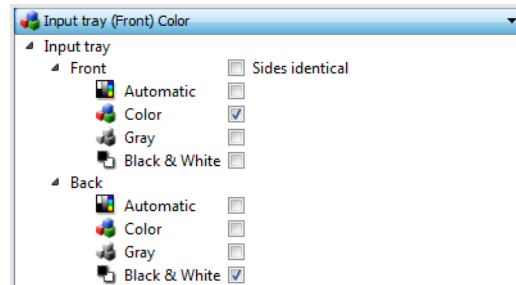 Input tray (Front) Color
Input tray
Front Sides identical
Automatic
Color
Gray
Black & White
Back
Automatic
Color
Gray
Black & White